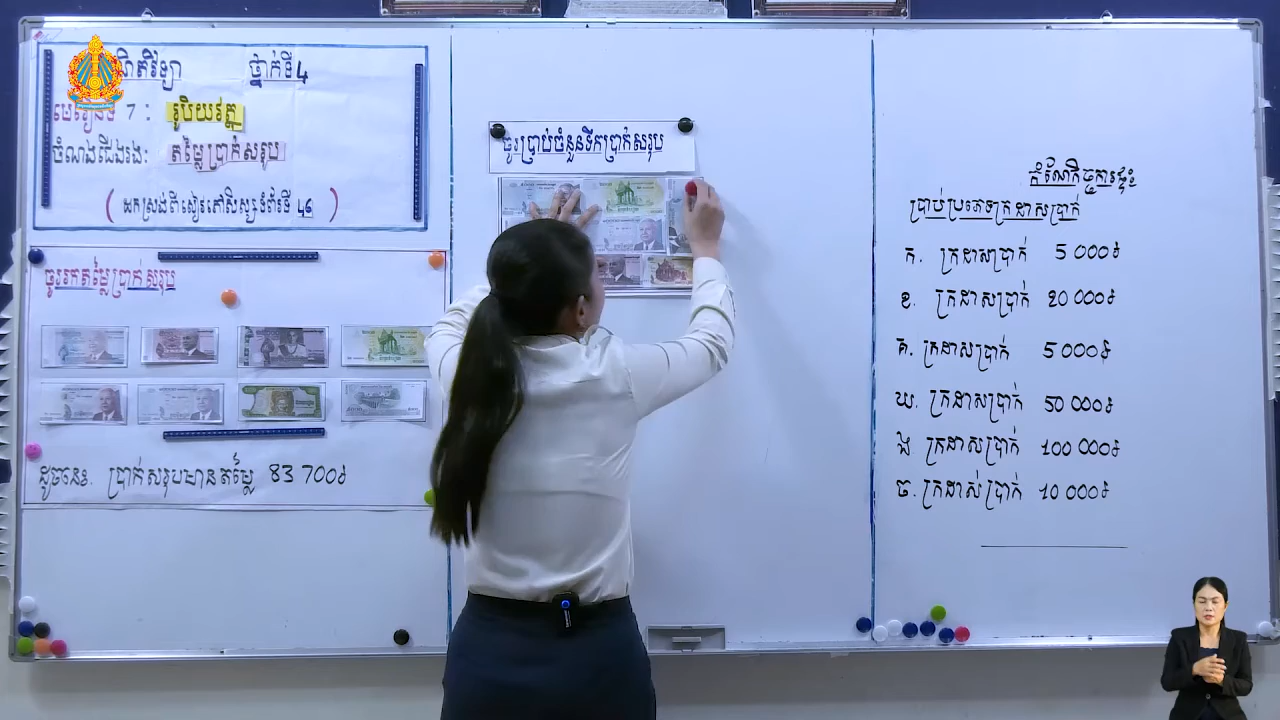 គណិតវិទ្យា ថ្នាក់ទី4
មេរៀនទី 7 : រូបិយវត្ថុ
ចំណងជើងរង: តម្លៃប្រាក់សរុប
( ដកស្រង់ពីសៀវភៅសិស្សទំព័រទី 46 )
ចូររកតម្លៃប្រាក់សរុប
ដូចនេះ ប្រាក់សរុបមានតម្លៃ 83 700៛
ចូរប្រាប់ចំនួនទឹកប្រាក់សរុប
កំណែកិច្ចការផ្ទះ
ប្រាប់ប្រភេទក្រដាសប្រាក់
ក. ក្រដាសប្រាក់ 5 000៛
ខ. ក្រដាសប្រាក់ 20 000៛
គ. ក្រដាសប្រាក់ 5 000៛
ឃ. ក្រដាសប្រាក់ 50 000៛
ង ក្រដាសប្រាក់ 100 000៛
ច. ក្រដាស់ប្រាក់ 10 000៛